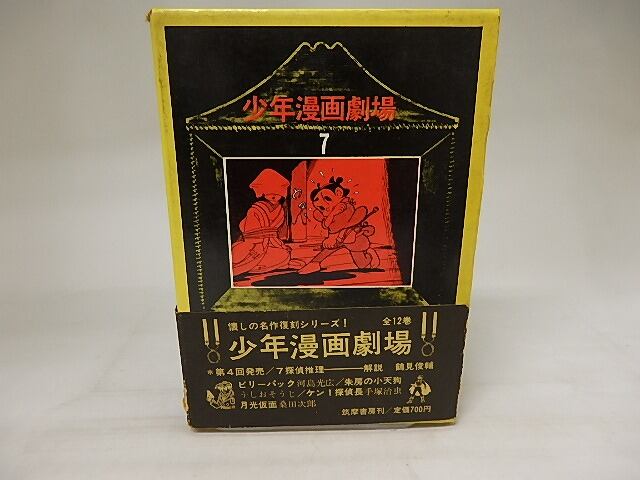 少年漫画劇場
7
懐しの名作復刻シリーズ! 全12巻
!! 少年漫画劇場 !!
*第4回発売/7探偵推理――解説 鶴見俊輔
ビリーパック河島光広/朱房の小天狗
うしおそうじ/ケン1探偵長手塚治虫
月光仮面桑田次郎 筑摩書房刊/定価700円